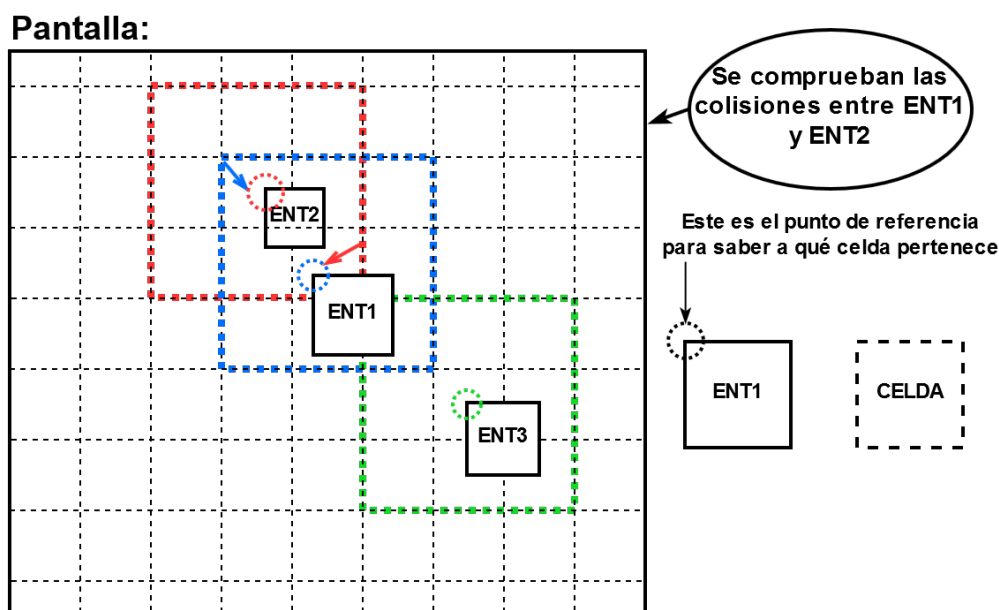 Pantalla:
Se comprueban las
colisiones entre ENT1
y ENT2
ENT2
ENT1
ENT3
Este es el punto de referencia
para saber a qué celda pertenece
ENT1
CELDA